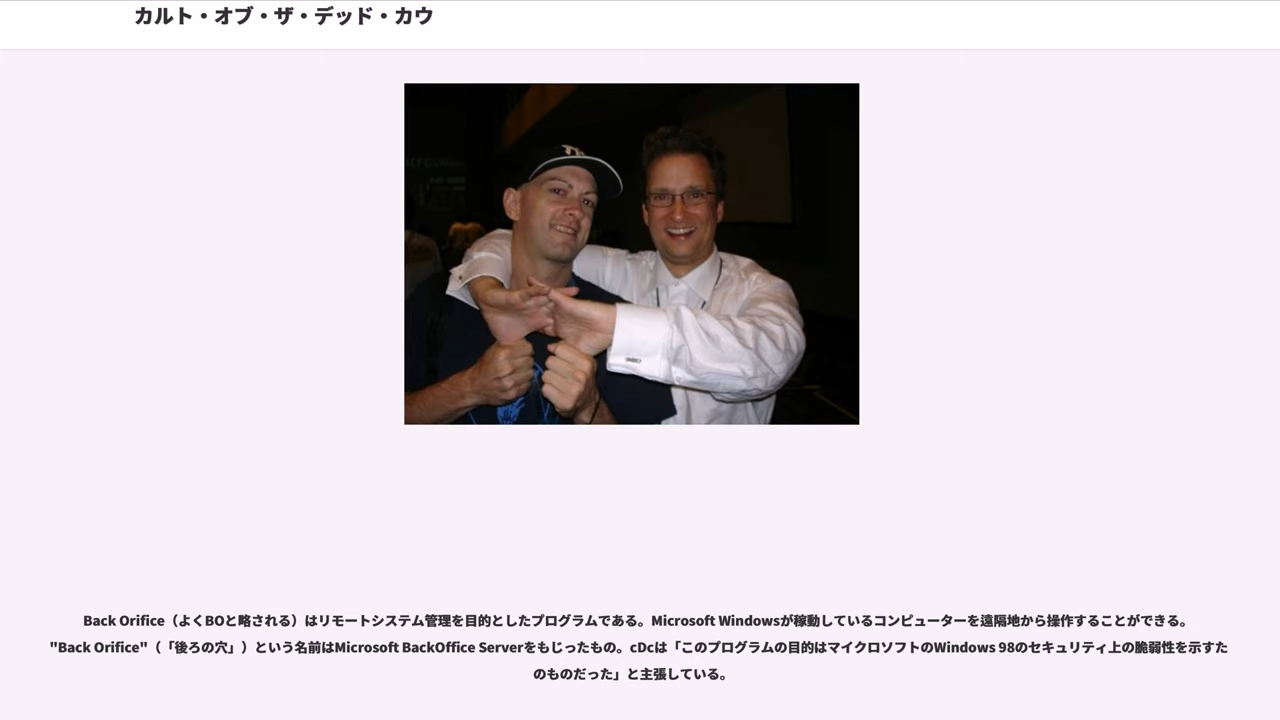 カルト・オブ・ザ・デッド・カウ
Back Orifice（よくBOと略される）はリモートシステム管理を目的としたプログラムである。Microsoft Windowsが稼動しているコンピューターを遠隔地から操作することができる。
"Back Orifice"（「後ろの穴」）という名前はMicrosoft BackOffice Serverをもじったもの。cDcは「このプログラムの目的はマイクロソフトのWindows 98のセキュリティ上の脆弱性を示すた
のものだった」と主張している。